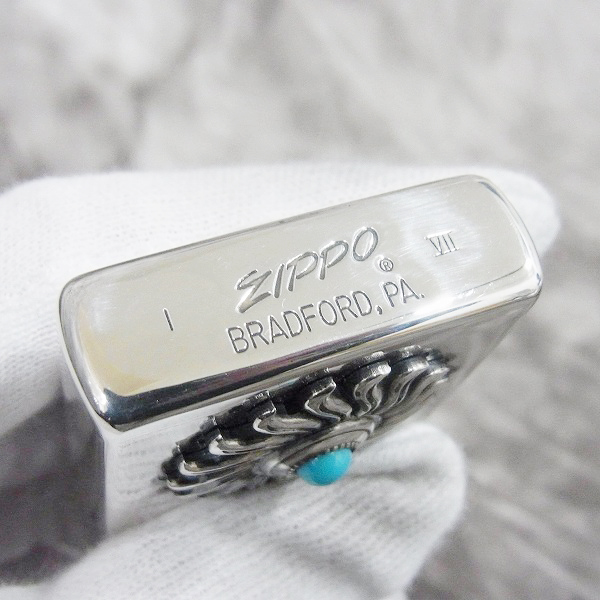 ZIPPO ®
I VII
BRADFORD, PA.